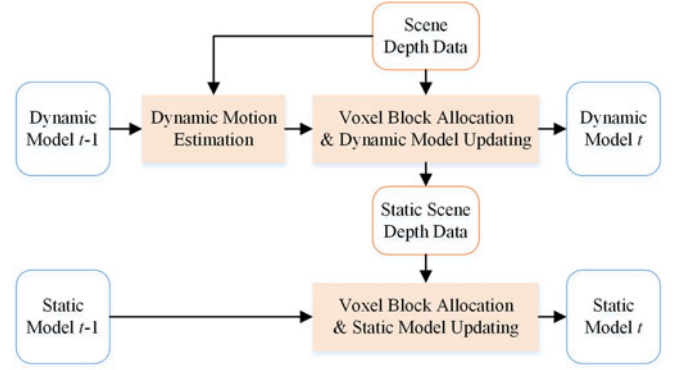 Scene
Depth Data
Dynamic
Model t-1
Dynamic Motion
Estimation
Voxel Block Allocation
& Dynamic Model Updating
Dynamic
Model t
Static Scene
Depth Data
Static
Model t-1
Voxel Block Allocation
& Static Model Updating
Static
Model t